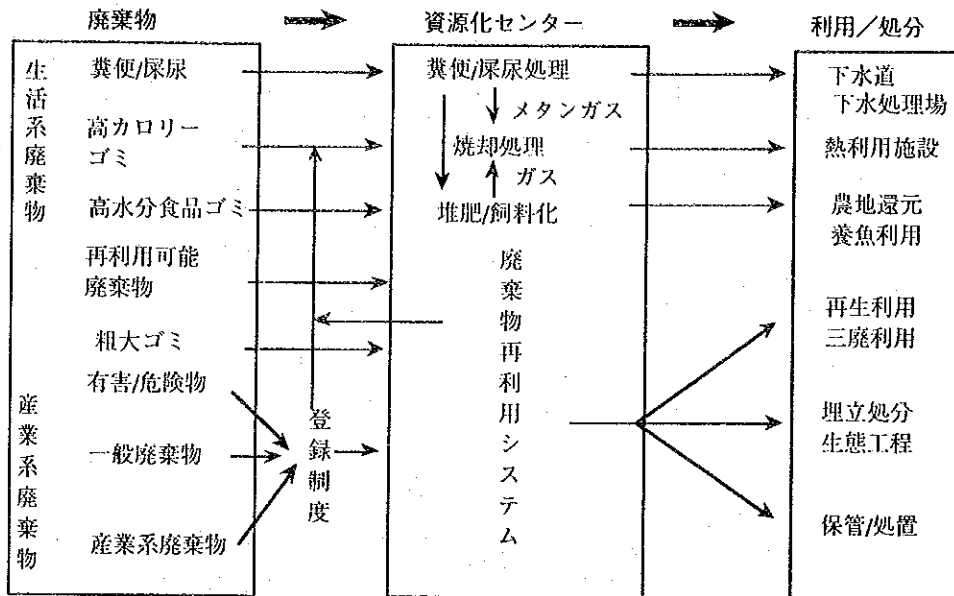 廃棄物
資源化センター
利用／処分
生活系廃棄物
糞便/屎尿
高カロリー
ゴミ
高水分食品ゴミ
再利用可能
廃棄物
粗大ゴミ
産業系廃棄物
有害/危険物
一般廃棄物
産業系廃棄物
登録制度
糞便/屎尿処理
メタンガス
焼却処理
ガス
堆肥/飼料化
廃棄物再利用システム
下水道
下水処理場
熱利用施設
農地還元
養魚利用
再生利用
三廃利用
埋立処分
生態工程
保管/処置